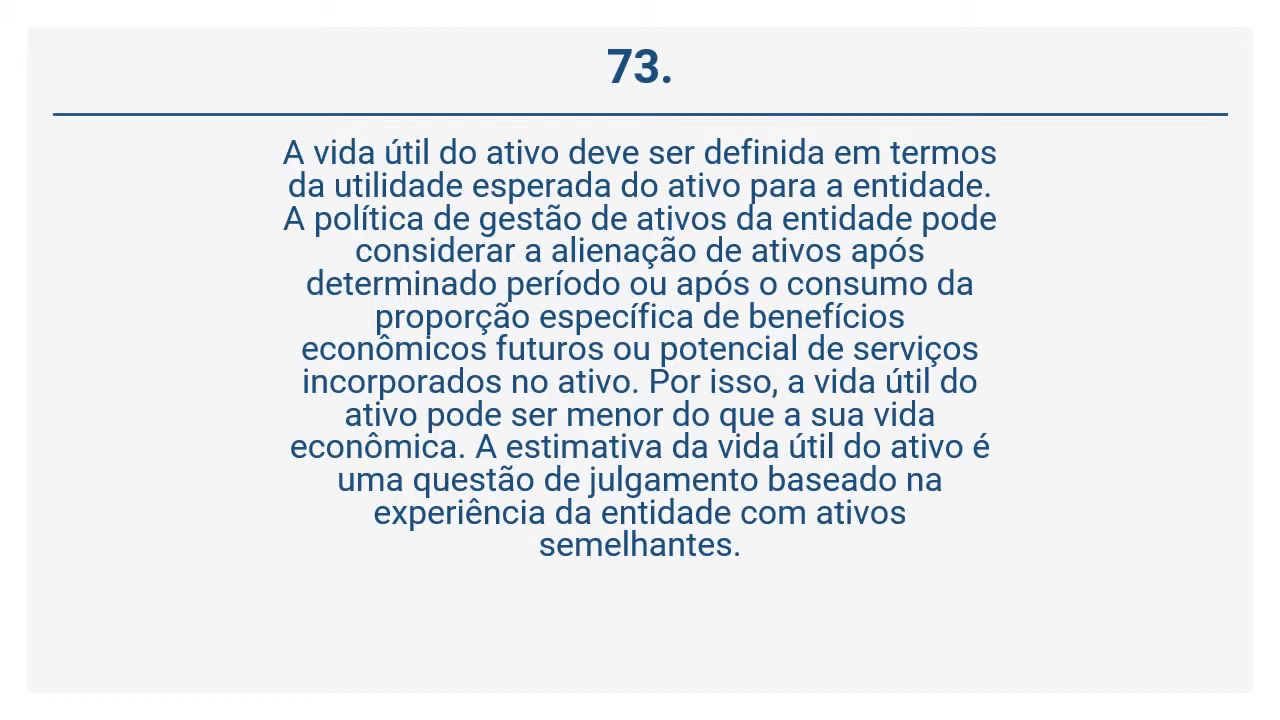 73.
A vida útil do ativo deve ser definida em termos
da utilidade esperada do ativo para a entidade.
A política de gestão de ativos da entidade pode
considerar a alienação de ativos após
determinado período ou após o consumo da
proporção específica de benefícios
econômicos futuros ou potencial de serviços
incorporados no ativo. Por isso, a vida útil do
ativo pode ser menor do que a sua vida
econômica. A estimativa da vida útil do ativo é
uma questão de julgamento baseado na
experiência da entidade com ativos
semelhantes.